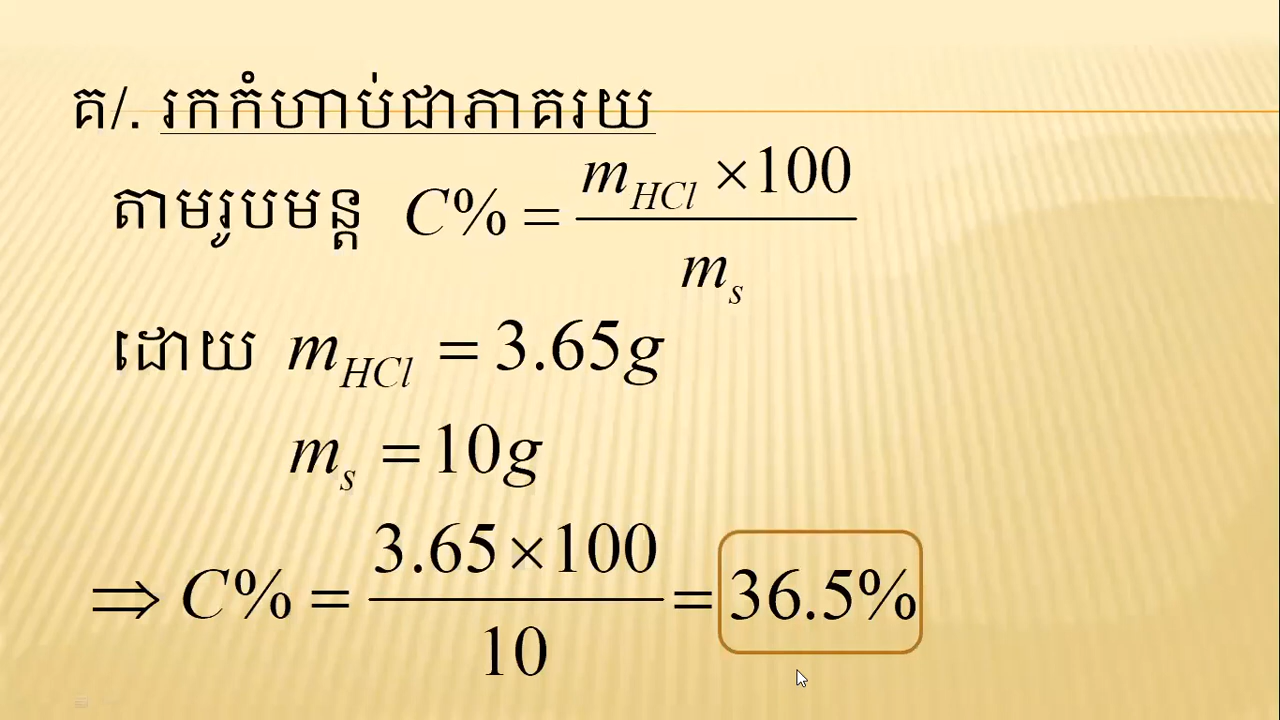 គ/. រកកំហាប់ជាភាគរយ
តាមរូបមន្ត C% = m_HCl × 100 / m_s
ដោយ m_HCl = 3.65g
m_s = 10g
⇒ C% = 3.65 × 100 / 10 = 36.5%